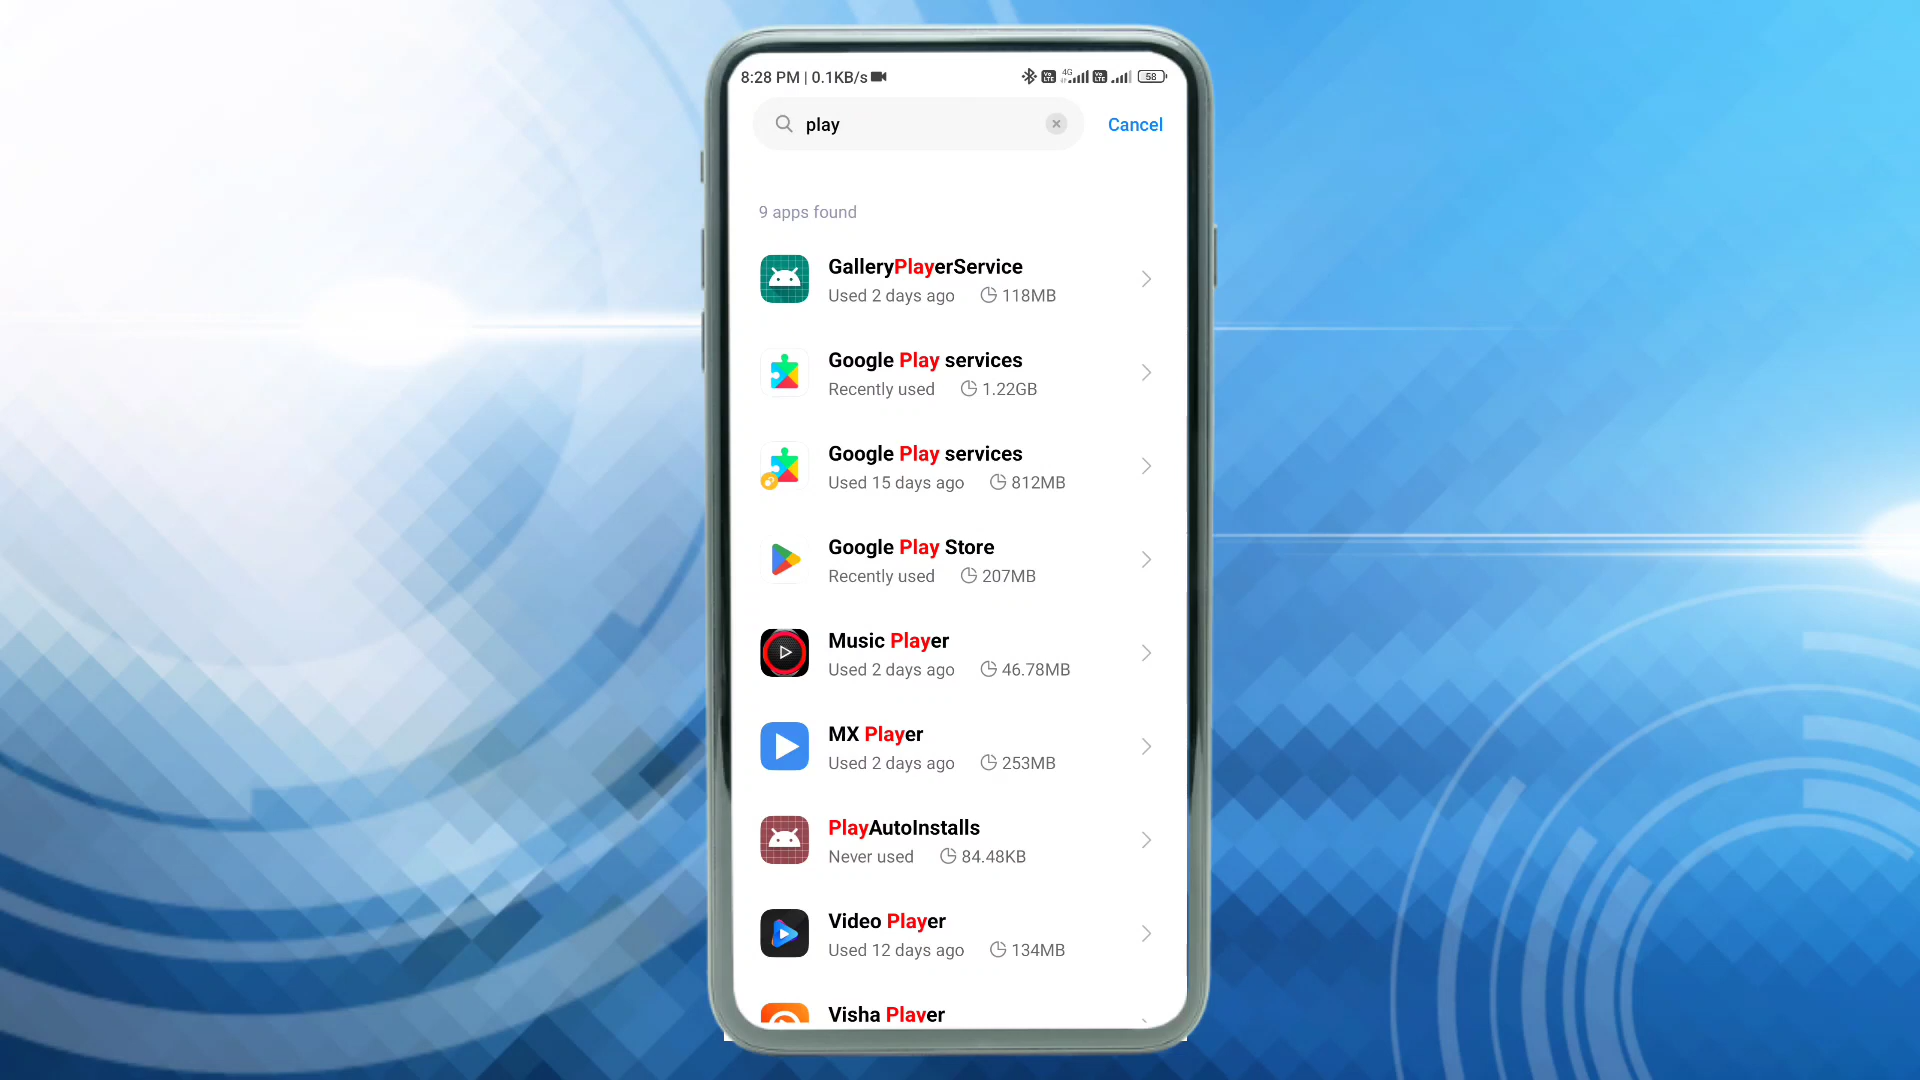 8:28 PM | 0.1KB/s 4G 58
play Cancel
9 apps found
GalleryPlayerService
Used 2 days ago 118MB
Google Play services
Recently used 1.22GB
Google Play services
Used 15 days ago 812MB
Google Play Store
Recently used 207MB
Music Player
Used 2 days ago 46.78MB
MX Player
Used 2 days ago 253MB
PlayAutoInstalls
Never used 84.48KB
Video Player
Used 12 days ago 134MB
Visha Player